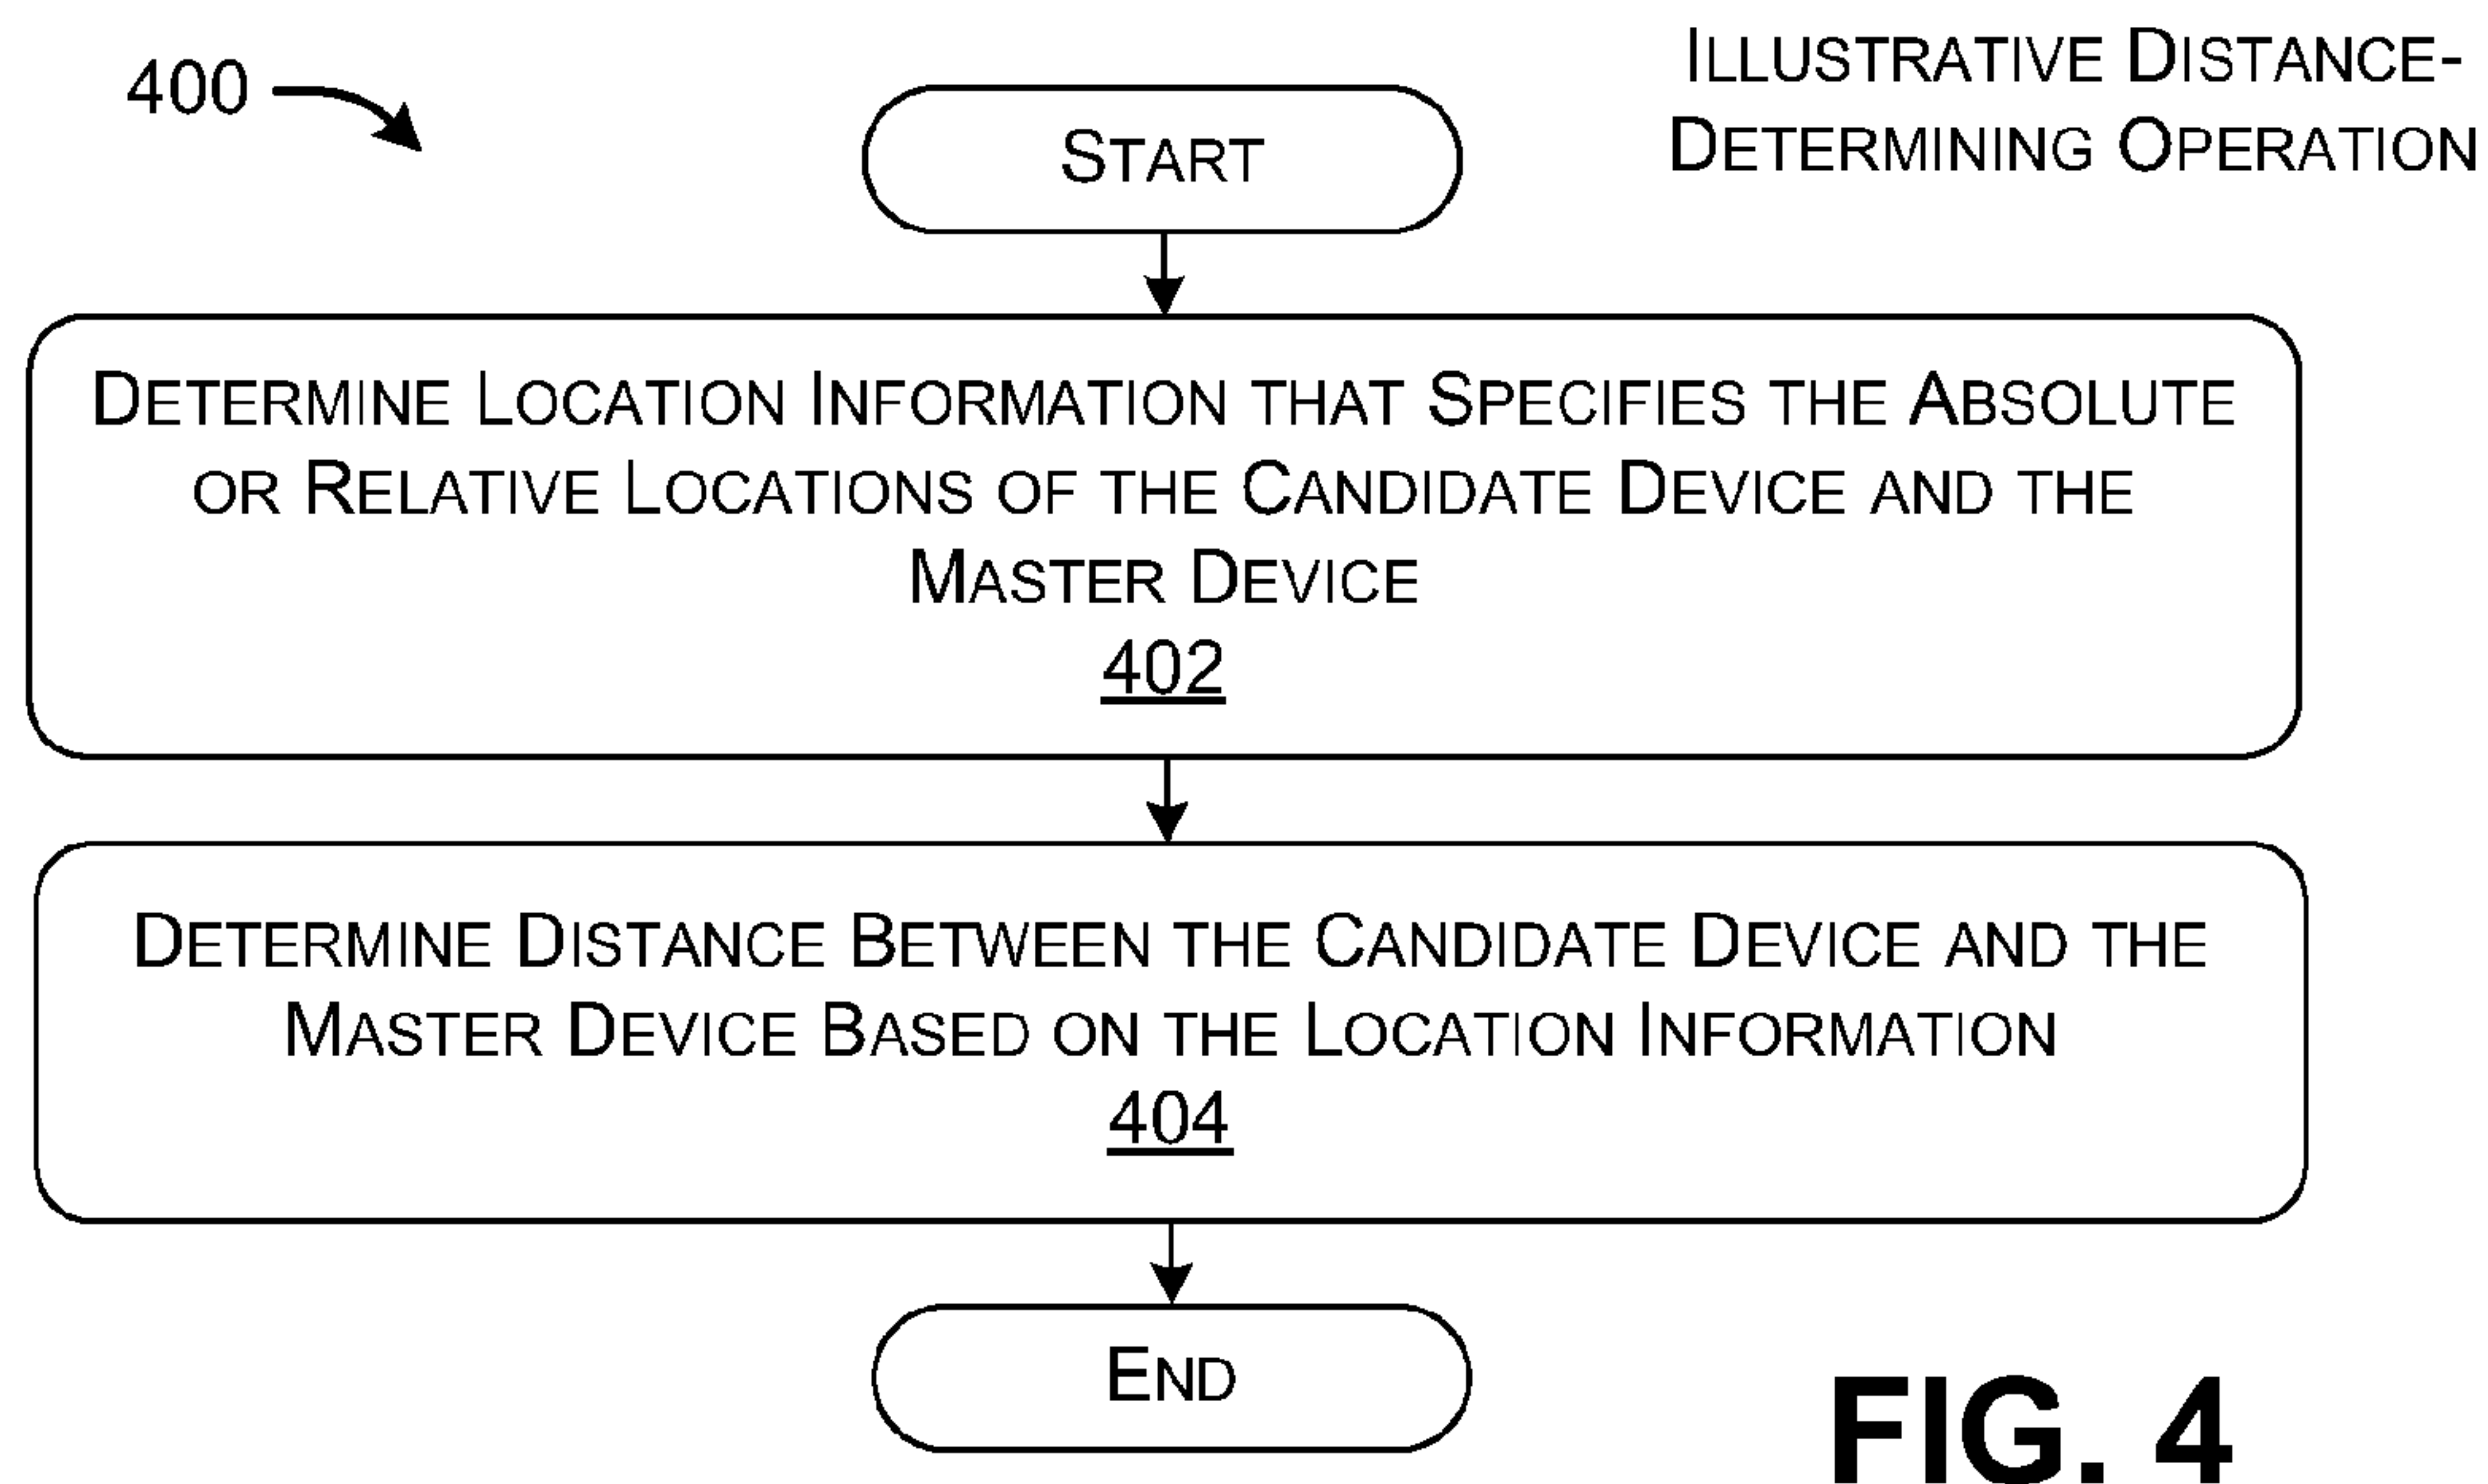 400
ILLUSTRATIVE DISTANCE-
DETERMINING OPERATION
START
DETERMINE LOCATION INFORMATION THAT SPECIFIES THE ABSOLUTE
OR RELATIVE LOCATIONS OF THE CANDIDATE DEVICE AND THE
MASTER DEVICE
402
DETERMINE DISTANCE BETWEEN THE CANDIDATE DEVICE AND THE
MASTER DEVICE BASED ON THE LOCATION INFORMATION
404
END
FIG. 4